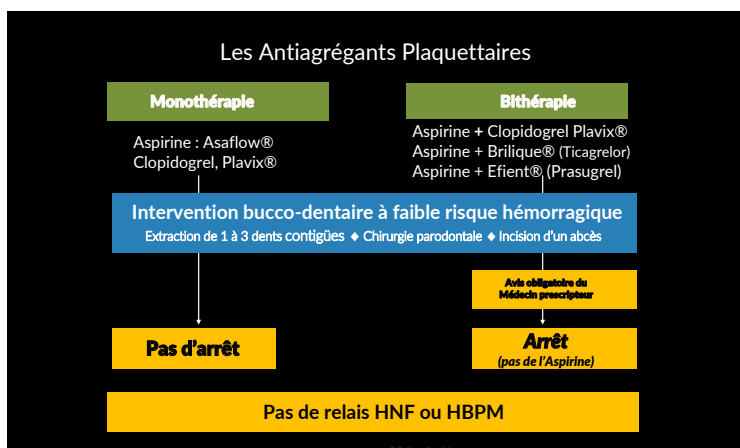 Les Antiagrégants Plaquettaires
Monothérapie
Aspirine : Asaflow®
Clopidogrel, Plavix®
Bithérapie
Aspirine + Clopidogrel Plavix®
Aspirine + Brilique® (Ticagrelor)
Aspirine + Efient® (Prasugrel)
Intervention bucco-dentaire à faible risque hémorragique
Extraction de 1 à 3 dents contigües ◆ Chirurgie parodontale ◆ Incision d'un abcès
Avis obligatoire du
Médecin prescripteur
Pas d'arrêt
Arrêt
(pas de l'Aspirine)
Pas de relais HNF ou HBPM